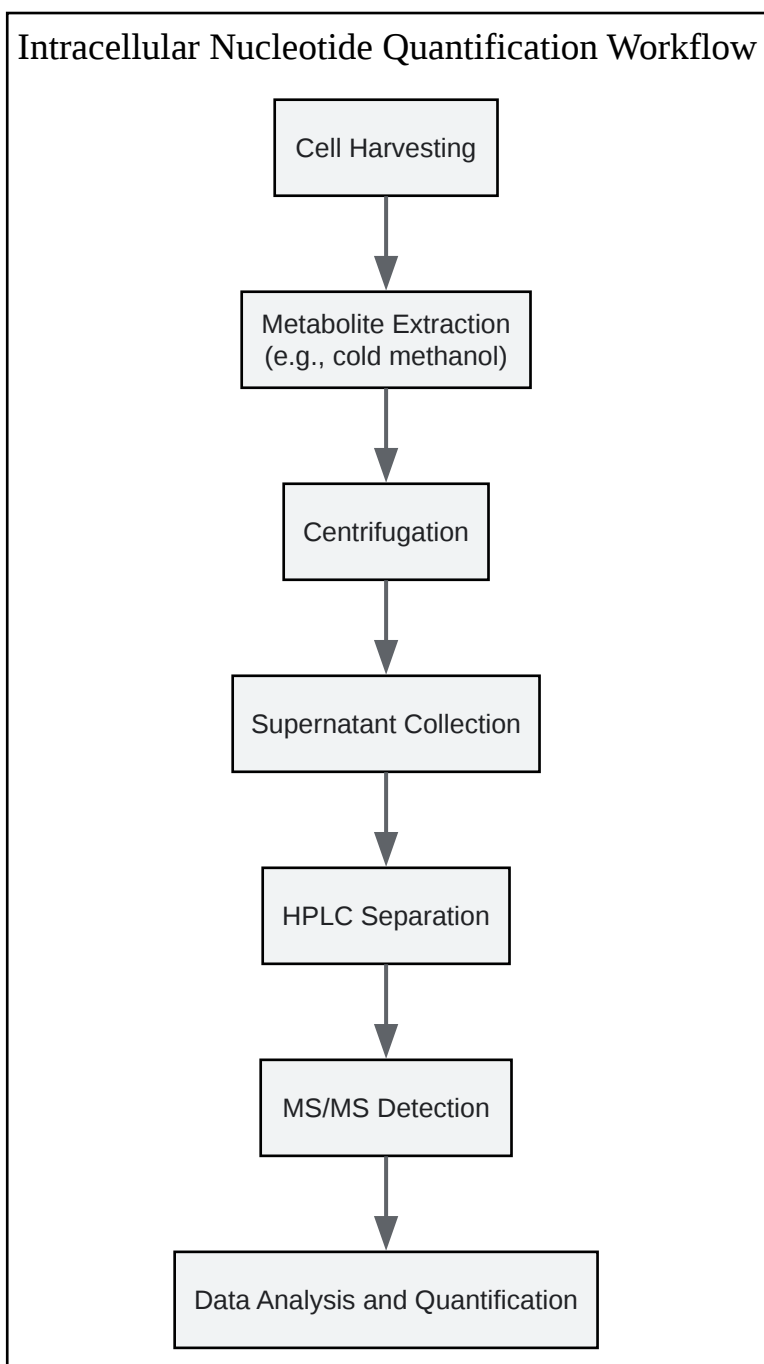 Intracellular Nucleotide Quantification Workflow
Cell Harvesting
Metabolite Extraction
(e.g., cold methanol)
Centrifugation
Supernatant Collection
HPLC Separation
MS/MS Detection
Data Analysis and Quantification